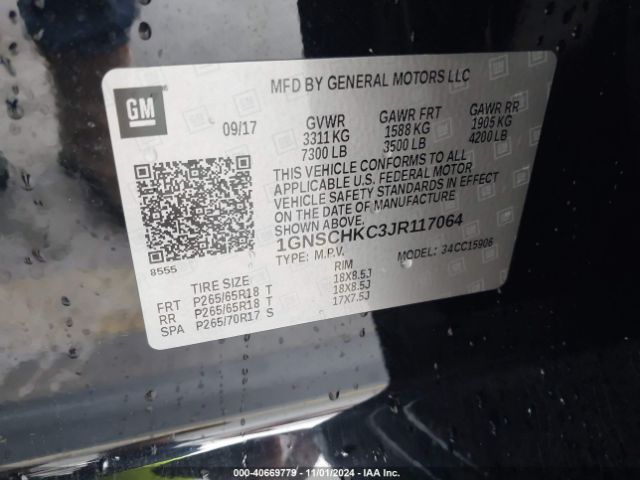 MFD BY GENERAL MOTORS LLC
GM
09/17
GVWR GAWR FRT GAWR RR
3311 KG 1588 KG 1905 KG
7300 LB 3500 LB 4200 LB
THIS VEHICLE CONFORMS TO ALL
APPLICABLE U.S. FEDERAL MOTOR
VEHICLE SAFETY STANDARDS IN EFFECT
ON THE DATE OF MANUFACTURE
SHOWN ABOVE.
1GNSCHKC3JR117064
TYPE: M.P.V. MODEL: 34CC15906
8555
TIRE SIZE RIM
FRT P265/65R18 T 18X8.5J
RR P265/65R18 T 18X8.5J
SPA P265/70R17 S 17X7.5J
000-40669779 - 11/01/2024 - IAA Inc.